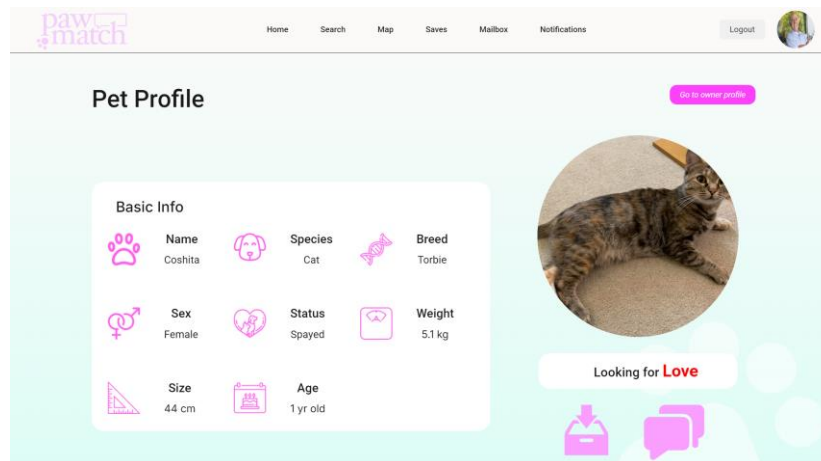 paw
match
Home Search Map Saves Mailbox Notifications Logout
Pet Profile
Go to owner profile
Basic Info
Name Species Breed
Coshita Cat Torbie
Sex Status Weight
Female Spayed 5.1 kg
Size Age
44 cm 1 yr old
Looking for Love